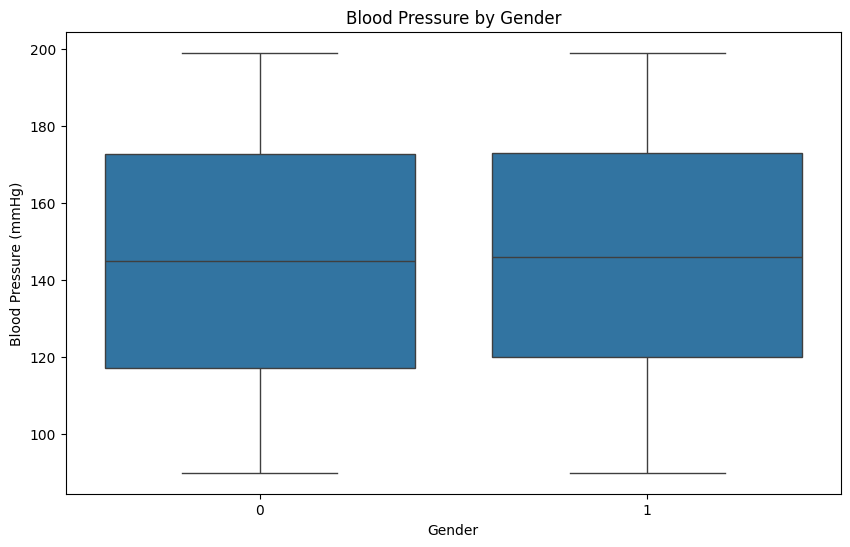 Blood Pressure by Gender
Blood Pressure (mmHg)
200
180
160
140
120
100
0 1
Gender